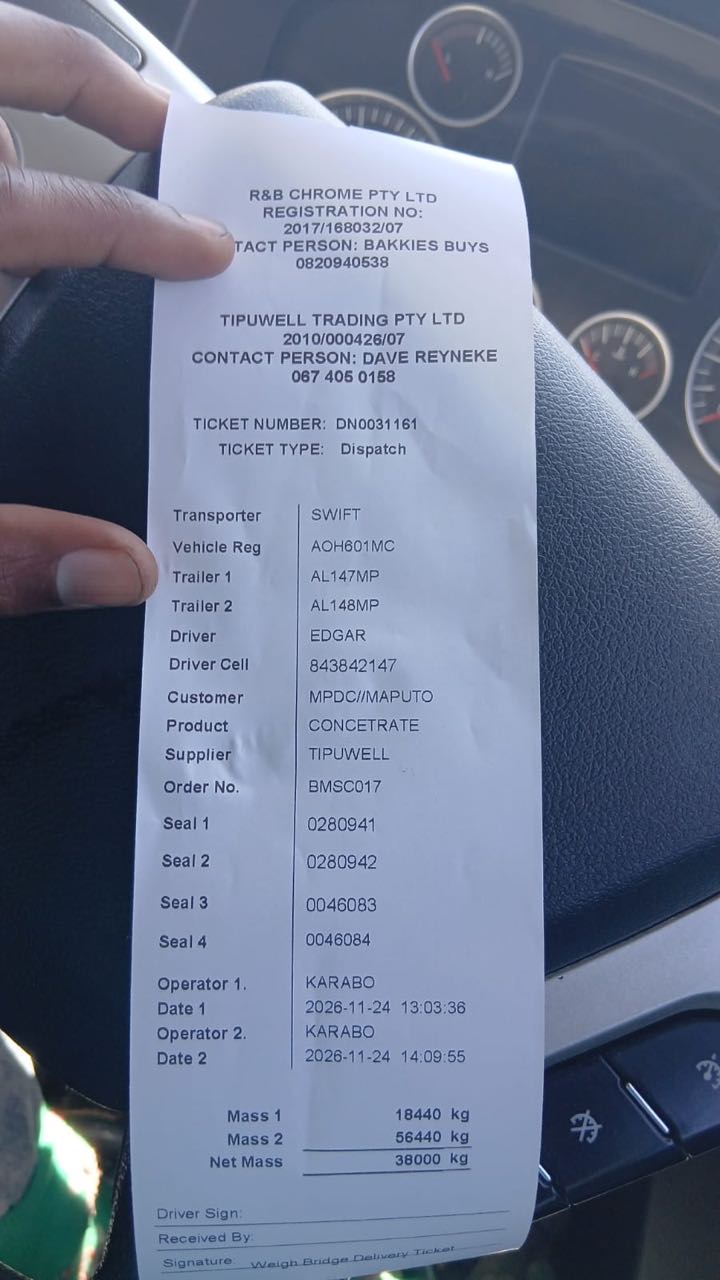 R&B CHROME PTY LTD
REGISTRATION NO:
2017/168032/07
TACT PERSON: BAKKIES BUYS
0820940538
TIPUWELL TRADING PTY LTD
2010/000426/07
CONTACT PERSON: DAVE REYNEKE
067 405 0158
TICKET NUMBER: DN0031161
TICKET TYPE: Dispatch
Transporter SWIFT
Vehicle Reg AOH601MC
Trailer 1 AL147MP
Trailer 2 AL148MP
Driver EDGAR
Driver Cell 843842147
Customer MPDC//MAPUTO
Product CONCETRATE
Supplier TIPUWELL
Order No. BMSC017
Seal 1 0280941
Seal 2 0280942
Seal 3 0046083
Seal 4 0046084
Operator 1. KARABO
Date 1 2026-11-24 13:03:36
Operator 2. KARABO
Date 2 2026-11-24 14:09:55
Mass 1 18440 kg
Mass 2 56440 kg
Net Mass 38000 kg
Driver Sign:
Received By:
Signature: Weigh Bridge Delivery Ticket